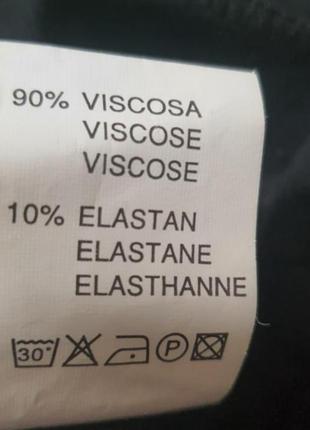 90% VISCOSA
VISCOSE
VISCOSE
10% ELASTAN
ELASTANE
ELASTHANNE
30° P